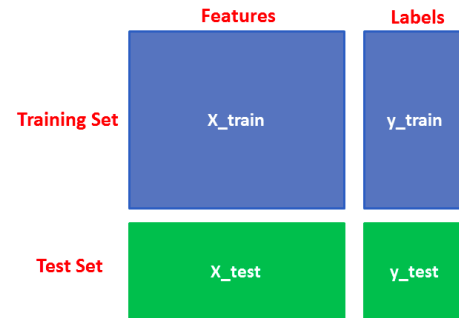 Features
Labels
Training Set
X_train
y_train
Test Set
X_test
y_test